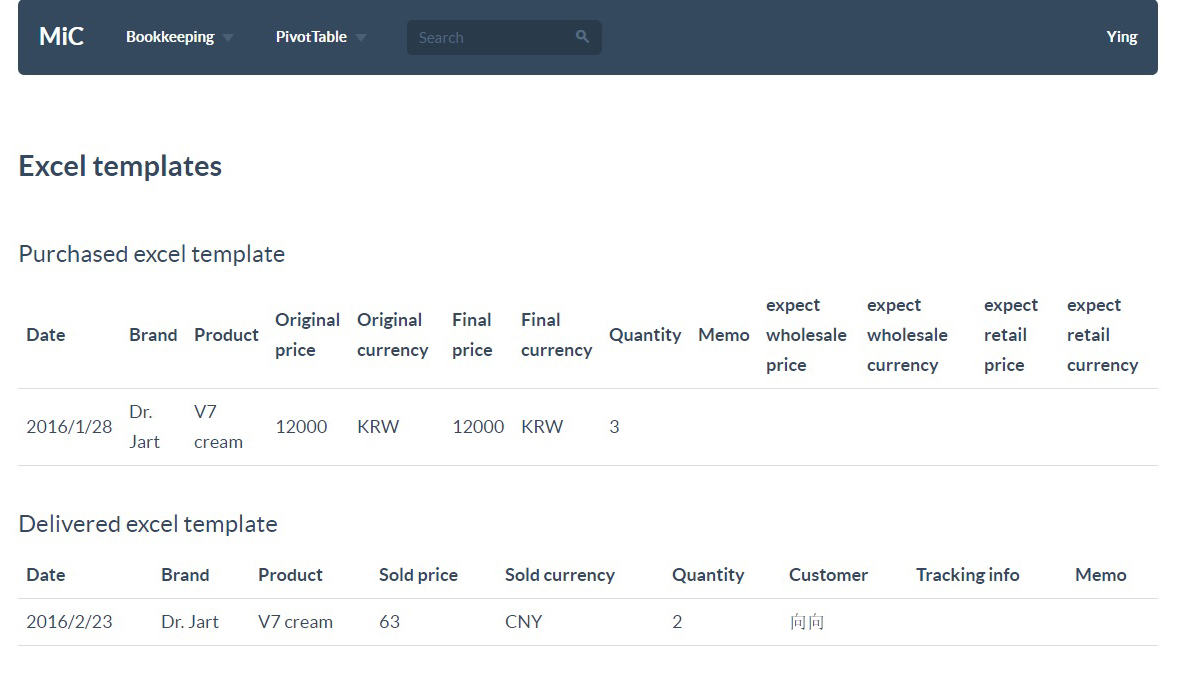 MiC Bookkeeping PivotTable Search Ying
Excel templates
Purchased excel template
Date Brand Product Original price Original currency Final price Final currency Quantity Memo expect wholesale price expect wholesale currency expect retail price expect retail currency
2016/1/28 Dr. Jart V7 cream 12000 KRW 12000 KRW 3
Delivered excel template
Date Brand Product Sold price Sold currency Quantity Customer Tracking info Memo
2016/2/23 Dr. Jart V7 cream 63 CNY 2 向向